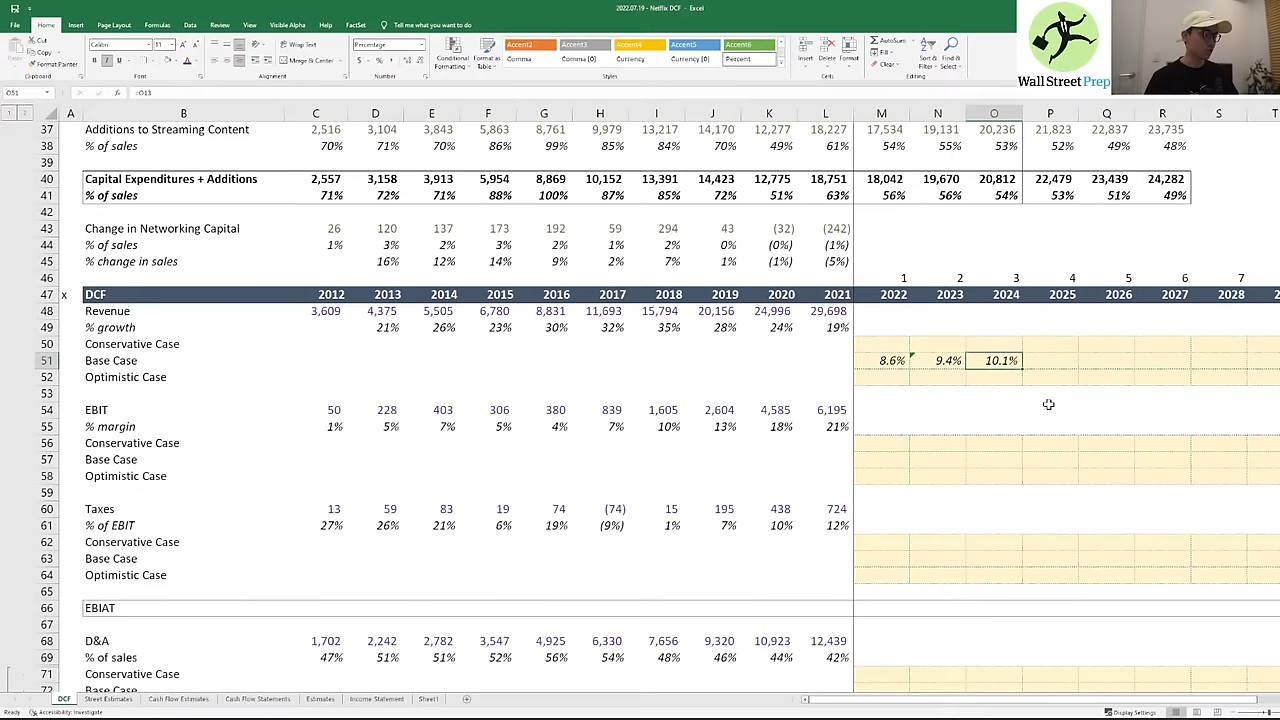 2022.07.19 - Netflix DCF - Excel
File Home Insert Page Layout Formulas Data Review View Visible Alpha Help FactSet Tell me what you want to do
Cut
Copy
Format Painter
Clipboard
Calibri 11
B I U
Font
Wrap Text
Merge & Center
Alignment
Percentage
Number
Conditional Formatting
Format as Table
Accent2 Accent3 Accent4 Accent5 Accent6
Comma Comma [0] Currency Currency [0] Percent
Styles
Insert Delete Format
Cells
AutoSum
Fill
Clear
Sort & Filter
Find & Select
Editing
Wall Street Prep
O51 =O13
A B C D E F G H I J K L M N O P Q R S T
37 Additions to Streaming Content 2,516 3,104 3,843 5,863 8,761 9,979 13,217 14,170 12,277 18,227 17,534 19,131 20,236 21,823 22,837 23,735
38 % of sales 70% 71% 70% 86% 99% 85% 84% 70% 49% 61% 54% 55% 53% 52% 49% 48%
39
40 Capital Expenditures + Additions 2,557 3,158 3,913 5,954 8,869 10,152 13,391 14,423 12,775 18,751 18,042 19,670 20,812 22,479 23,439 24,282
41 % of sales 71% 72% 71% 88% 100% 87% 85% 72% 51% 63% 56% 56% 54% 53% 51% 49%
42
43 Change in Networking Capital 26 120 137 173 192 59 294 43 (32) (242)
44 % of sales 1% 3% 2% 3% 2% 1% 2% 0% (0%) (1%)
45 % change in sales 16% 12% 14% 9% 2% 7% 1% (1%) (5%)
46 1 2 3 4 5 6 7
47 x DCF 2012 2013 2014 2015 2016 2017 2018 2019 2020 2021 2022 2023 2024 2025 2026 2027 2028 2
48 Revenue 3,609 4,375 5,505 6,780 8,831 11,693 15,794 20,156 24,996 29,698
49 % growth 21% 26% 23% 30% 32% 35% 28% 24% 19%
50 Conservative Case
51 Base Case 8.6% 9.4% 10.1%
52 Optimistic Case
53
54 EBIT 50 228 403 306 380 839 1,605 2,604 4,585 6,195
55 % margin 1% 5% 7% 5% 4% 7% 10% 13% 18% 21%
56 Conservative Case
57 Base Case
58 Optimistic Case
59
60 Taxes 13 59 83 19 74 (74) 15 195 438 724
61 % of EBIT 27% 26% 21% 6% 19% (9%) 1% 7% 10% 12%
62 Conservative Case
63 Base Case
64 Optimistic Case
65
66 EBIAT
67
68 D&A 1,702 2,242 2,782 3,547 4,925 6,330 7,656 9,320 10,923 12,439
69 % of sales 47% 51% 51% 52% 56% 54% 48% 46% 44% 42%
71 Conservative Case
72 Base Case
DCF Street Estimates Cash Flow Estimates Cash Flow Statements Estimates Income Statement Sheet1
Ready Accessibility: Investigate Display Settings